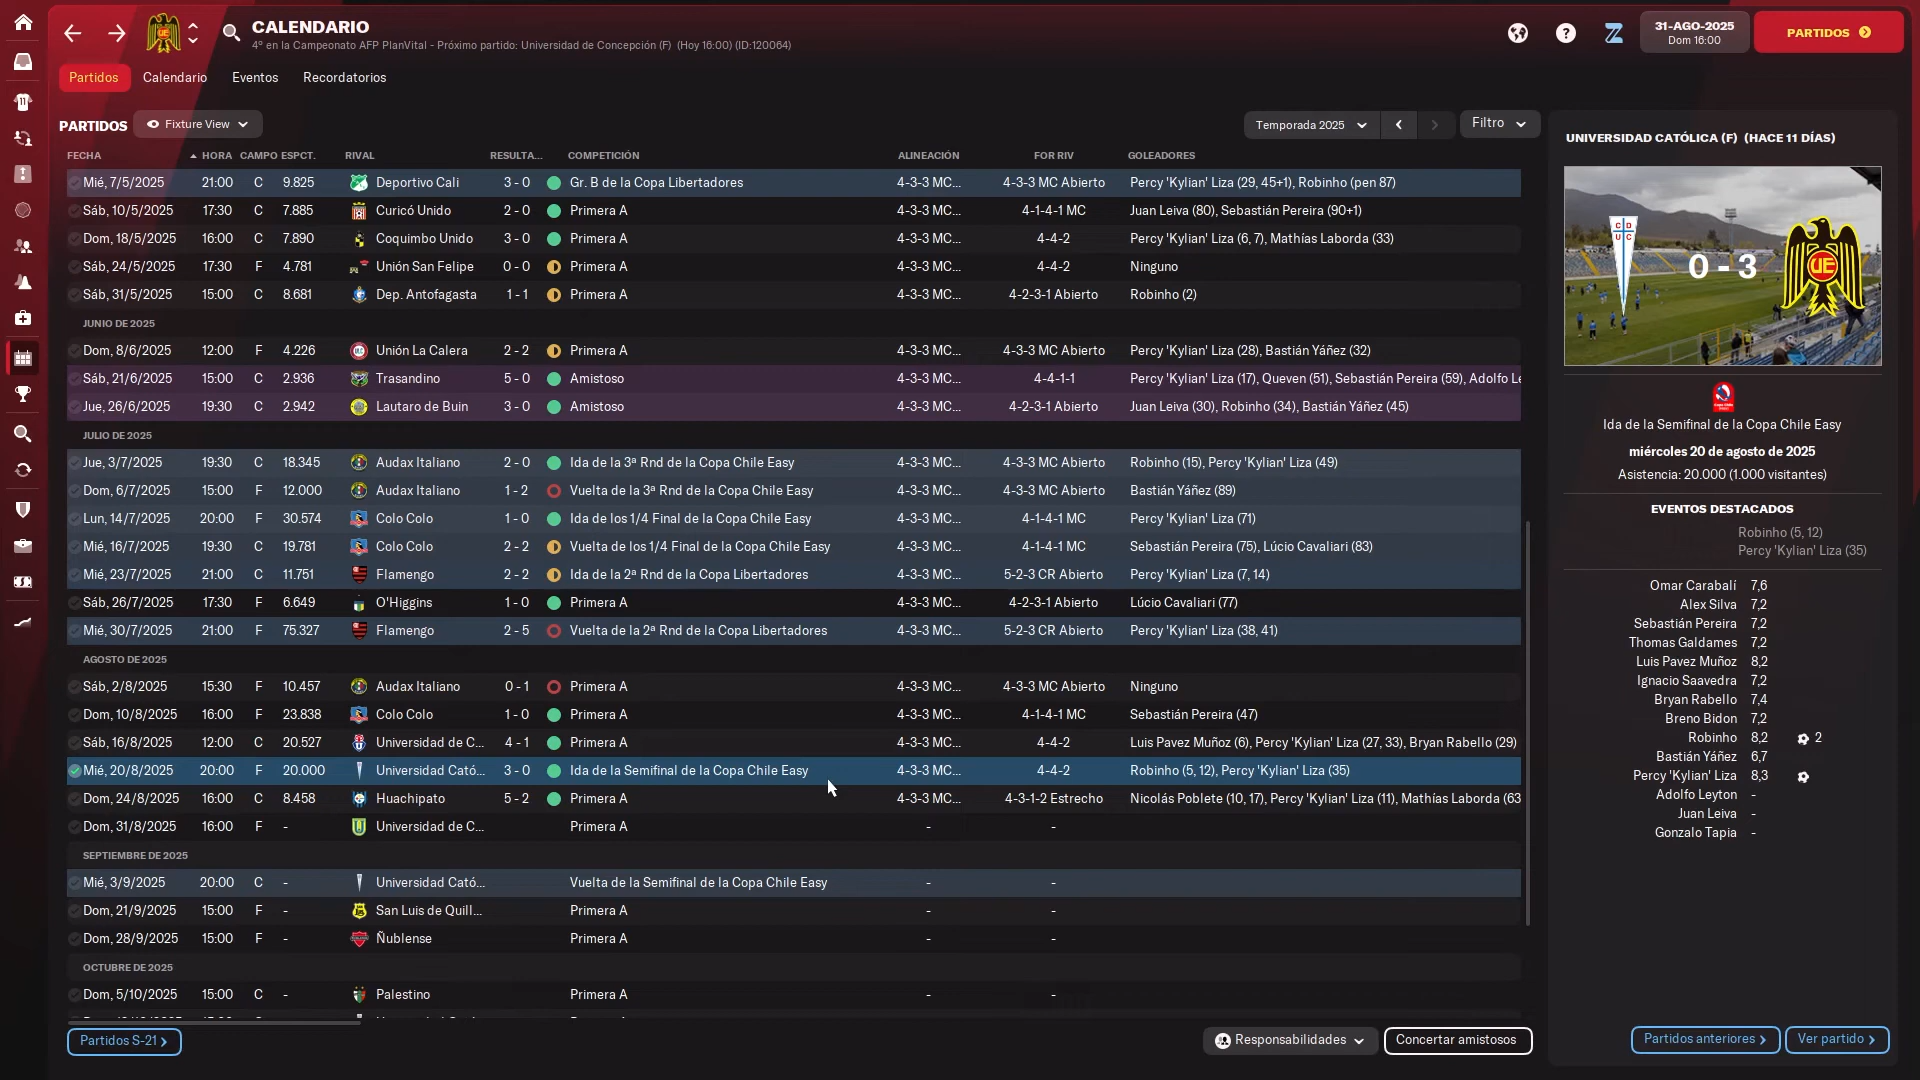 CALENDARIO
4º en la Campeonato AFP PlanVital - Próximo partido: Universidad de Concepción (F) (Hoy 16:00) (ID:120064)
31-AGO-2025
Dom 16:00
PARTIDOS
Partidos Calendario Eventos Recordatorios
PARTIDOS Fixture View Temporada 2025 Filtro
FECHA HORA CAMPO ESPCT. RIVAL RESULTA... COMPETICIÓN ALINEACIÓN FOR RIV GOLEADORES
Mié, 7/5/2025 21:00 C 9.825 Deportivo Cali 3 - 0 Gr. B de la Copa Libertadores 4-3-3 MC... 4-3-3 MC Abierto Percy 'Kylian' Liza (29, 45+1), Robinho (pen 87)
Sáb, 10/5/2025 17:30 C 7.885 Curicó Unido 2 - 0 Primera A 4-3-3 MC... 4-1-4-1 MC Juan Leiva (80), Sebastián Pereira (90+1)
Dom, 18/5/2025 16:00 C 7.890 Coquimbo Unido 3 - 0 Primera A 4-3-3 MC... 4-4-2 Percy 'Kylian' Liza (6, 7), Mathías Laborda (33)
Sáb, 24/5/2025 17:30 F 4.781 Unión San Felipe 0 - 0 Primera A 4-3-3 MC... 4-4-2 Ninguno
Sáb, 31/5/2025 15:00 C 8.681 Dep. Antofagasta 1 - 1 Primera A 4-3-3 MC... 4-2-3-1 Abierto Robinho (2)
JUNIO DE 2025
Dom, 8/6/2025 12:00 F 4.226 Unión La Calera 2 - 2 Primera A 4-3-3 MC... 4-3-3 MC Abierto Percy 'Kylian' Liza (28), Bastián Yáñez (32)
Sáb, 21/6/2025 15:00 C 2.936 Trasandino 5 - 0 Amistoso 4-3-3 MC... 4-4-1-1 Percy 'Kylian' Liza (17), Queven (51), Sebastián Pereira (59), Adolfo Le
Jue, 26/6/2025 19:30 C 2.942 Lautaro de Buin 3 - 0 Amistoso 4-3-3 MC... 4-2-3-1 Abierto Juan Leiva (30), Robinho (34), Bastián Yáñez (45)
JULIO DE 2025
Jue, 3/7/2025 19:30 C 18.345 Audax Italiano 2 - 0 Ida de la 3ª Rnd de la Copa Chile Easy 4-3-3 MC... 4-3-3 MC Abierto Robinho (15), Percy 'Kylian' Liza (49)
Dom, 6/7/2025 15:00 F 12.000 Audax Italiano 1 - 2 Vuelta de la 3ª Rnd de la Copa Chile Easy 4-3-3 MC... 4-3-3 MC Abierto Bastián Yáñez (89)
Lun, 14/7/2025 20:00 F 30.574 Colo Colo 1 - 0 Ida de los 1/4 Final de la Copa Chile Easy 4-3-3 MC... 4-1-4-1 MC Percy 'Kylian' Liza (71)
Mié, 16/7/2025 19:30 C 19.781 Colo Colo 2 - 2 Vuelta de los 1/4 Final de la Copa Chile Easy 4-3-3 MC... 4-1-4-1 MC Sebastián Pereira (75), Lúcio Cavaliari (83)
Mié, 23/7/2025 21:00 C 11.751 Flamengo 2 - 2 Ida de la 2ª Rnd de la Copa Libertadores 4-3-3 MC... 5-2-3 CR Abierto Percy 'Kylian' Liza (7, 14)
Sáb, 26/7/2025 17:30 F 6.649 O'Higgins 1 - 0 Primera A 4-3-3 MC... 4-2-3-1 Abierto Lúcio Cavaliari (77)
Mié, 30/7/2025 21:00 F 75.327 Flamengo 2 - 5 Vuelta de la 2ª Rnd de la Copa Libertadores 4-3-3 MC... 5-2-3 CR Abierto Percy 'Kylian' Liza (38, 41)
AGOSTO DE 2025
Sáb, 2/8/2025 15:30 F 10.457 Audax Italiano 0 - 1 Primera A 4-3-3 MC... 4-3-3 MC Abierto Ninguno
Dom, 10/8/2025 16:00 F 23.838 Colo Colo 1 - 0 Primera A 4-3-3 MC... 4-1-4-1 MC Sebastián Pereira (47)
Sáb, 16/8/2025 12:00 C 20.527 Universidad de C... 4 - 1 Primera A 4-3-3 MC... 4-4-2 Luis Pavez Muñoz (6), Percy 'Kylian' Liza (27, 33), Bryan Rabello (29)
Mié, 20/8/2025 20:00 F 20.000 Universidad Cató... 3 - 0 Ida de la Semifinal de la Copa Chile Easy 4-3-3 MC... 4-4-2 Robinho (5, 12), Percy 'Kylian' Liza (35)
Dom, 24/8/2025 16:00 C 8.458 Huachipato 5 - 2 Primera A 4-3-3 MC... 4-3-1-2 Estrecho Nicolás Poblete (10, 17), Percy 'Kylian' Liza (11), Mathías Laborda (63
Dom, 31/8/2025 16:00 F - Universidad de C... Primera A - -
SEPTIEMBRE DE 2025
Mié, 3/9/2025 20:00 C - Universidad Cató... Vuelta de la Semifinal de la Copa Chile Easy - -
Dom, 21/9/2025 15:00 F - San Luis de Quill... Primera A - -
Dom, 28/9/2025 15:00 F - Ñublense Primera A - -
OCTUBRE DE 2025
Dom, 5/10/2025 15:00 C - Palestino Primera A - -
Partidos S-21 Responsabilidades Concertar amistosos
UNIVERSIDAD CATÓLICA (F) (HACE 11 DÍAS)
CD
UC
0 - 3
UE
Ida de la Semifinal de la Copa Chile Easy
miércoles 20 de agosto de 2025
Asistencia: 20.000 (1.000 visitantes)
EVENTOS DESTACADOS
Robinho (5, 12)
Percy 'Kylian' Liza (35)
Omar Carabalí 7,6
Alex Silva 7,2
Sebastián Pereira 7,2
Thomas Galdames 7,2
Luis Pavez Muñoz 8,2
Ignacio Saavedra 7,2
Bryan Rabello 7,4
Breno Bidon 7,2
Robinho 8,2 2
Bastián Yáñez 6,7
Percy 'Kylian' Liza 8,3
Adolfo Leyton -
Juan Leiva -
Gonzalo Tapia -
Partidos anteriores Ver partido